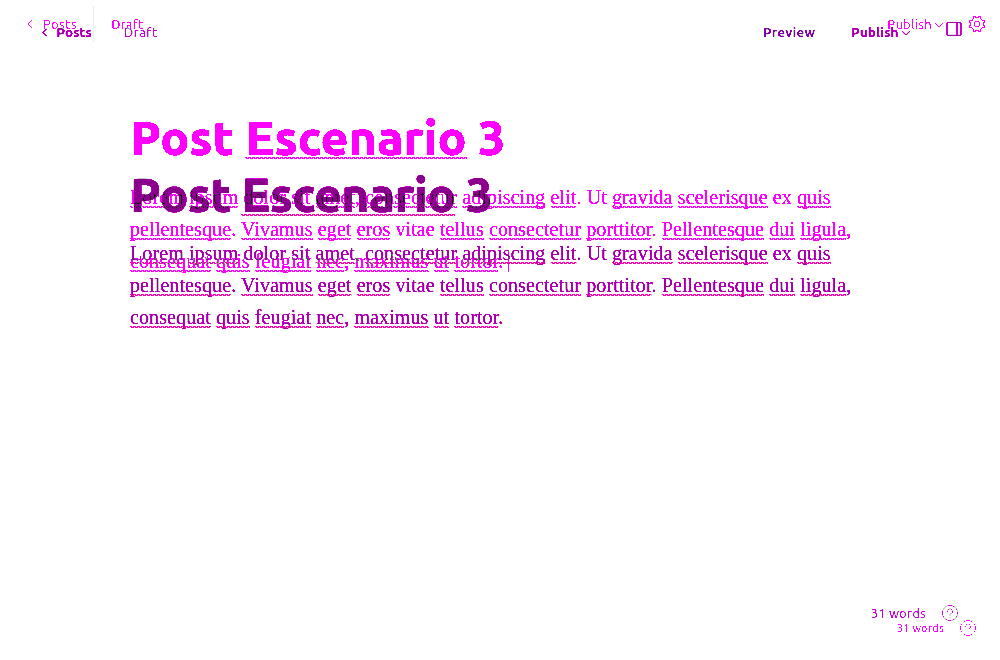 Posts Draft Publish
Posts Draft Preview Publish
Post Escenario 3
Post Escenario 3
Lorem ipsum dolor sit amet, consectetur adipiscing elit. Ut gravida scelerisque ex quis
pellentesque. Vivamus eget eros vitae tellus consectetur porttitor. Pellentesque dui ligula,
consequat quis feugiat nec, maximus ut tortor.
Lorem ipsum dolor sit amet, consectetur adipiscing elit. Ut gravida scelerisque ex quis
pellentesque. Vivamus eget eros vitae tellus consectetur porttitor. Pellentesque dui ligula,
consequat quis feugiat nec, maximus ut tortor.
31 words ?
31 words ?